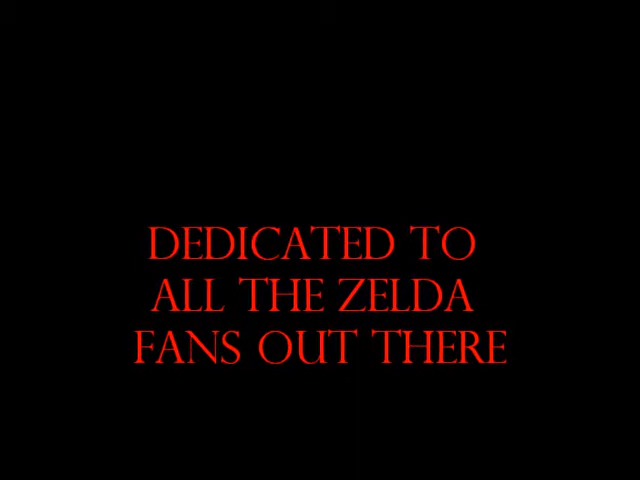 DEDICATED TO
ALL THE ZELDA
FANS OUT THERE